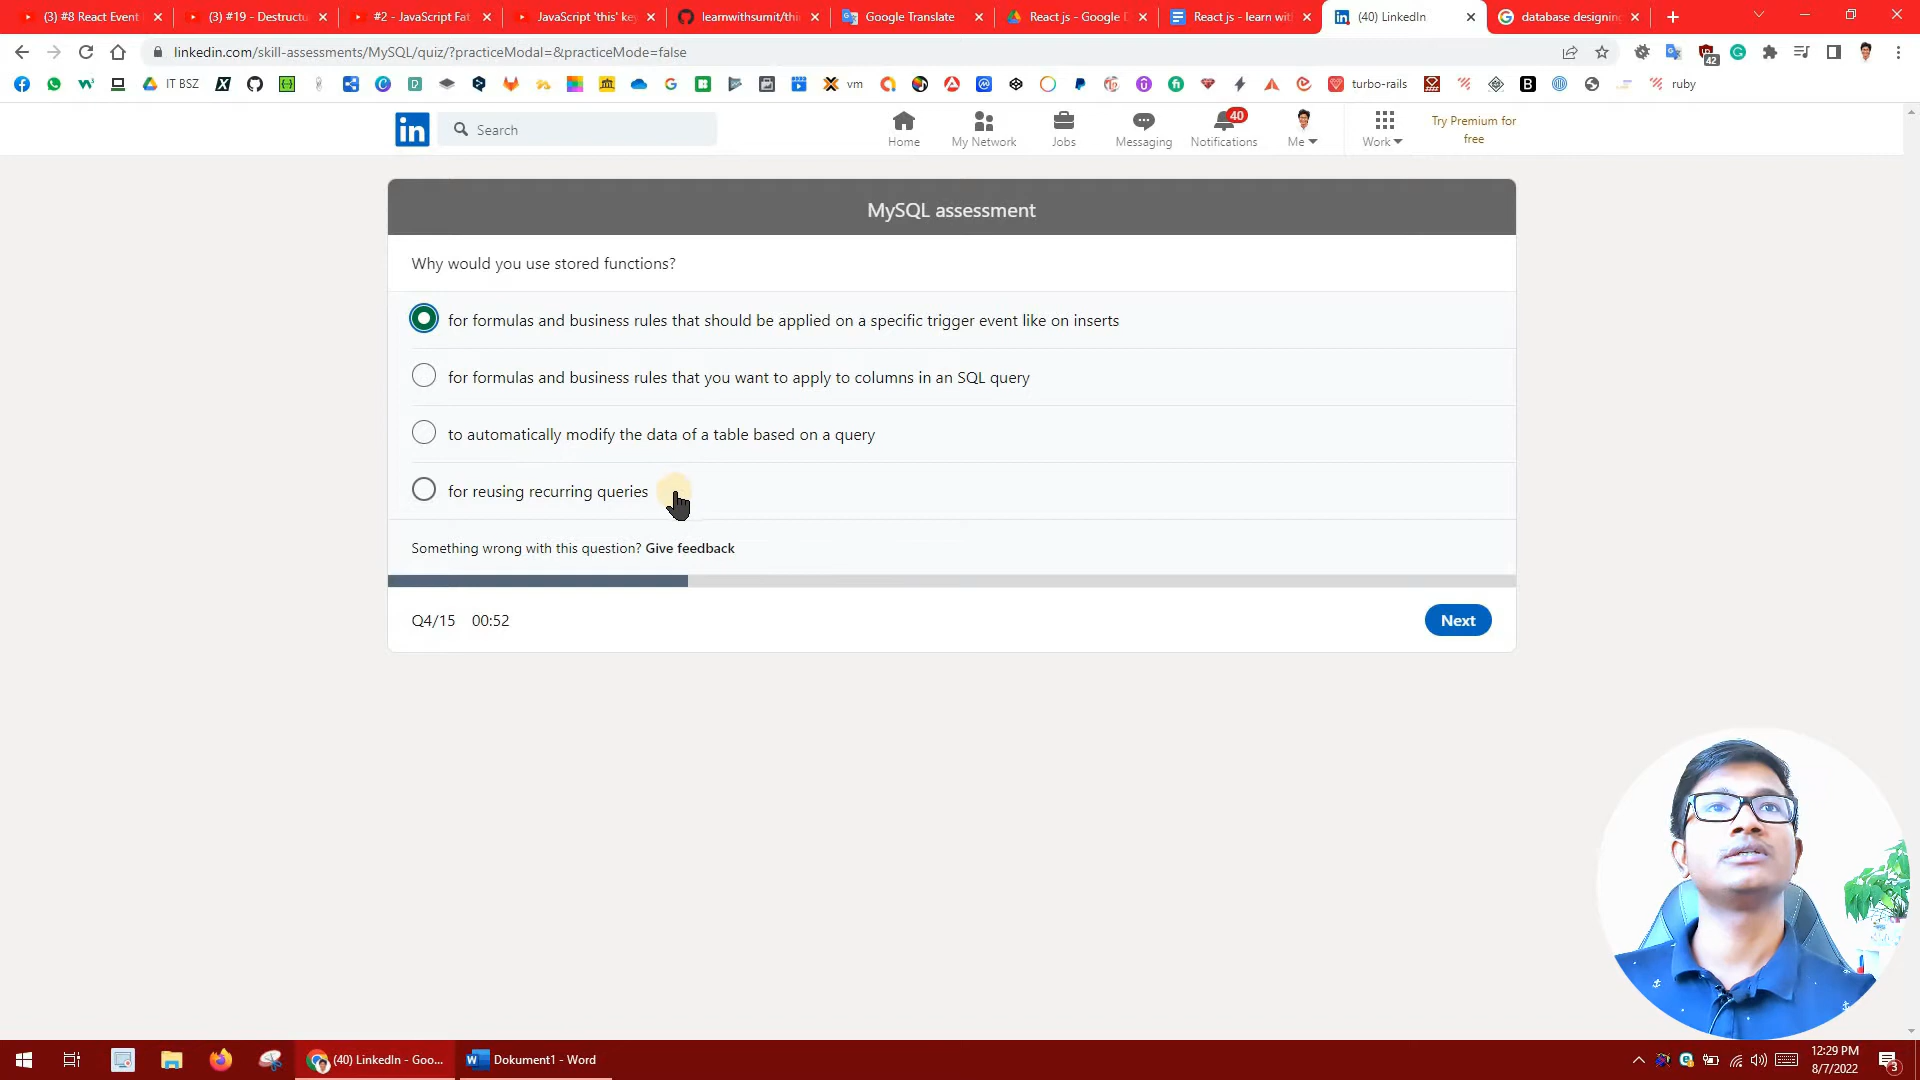 (3) #8 React Event
(3) #19 - Destructu
#2 - JavaScript Fat
JavaScript 'this' key
learnwithsumit/thi
Google Translate
React js - Google D
React js - learn wit
(40) LinkedIn
database designing
linkedin.com/skill-assessments/MySQL/quiz/?practiceModal=&practiceMode=false
42
IT BSZ
vm
turbo-rails
ruby
in
Search
Home
My Network
Jobs
Messaging
40
Notifications
Me
Work
Try Premium for
free
MySQL assessment
Why would you use stored functions?
for formulas and business rules that should be applied on a specific trigger event like on inserts
for formulas and business rules that you want to apply to columns in an SQL query
to automatically modify the data of a table based on a query
for reusing recurring queries
Something wrong with this question? Give feedback
Q4/15 00:52
Next
(40) LinkedIn - Goo...
Dokument1 - Word
12:29 PM
8/7/2022
3